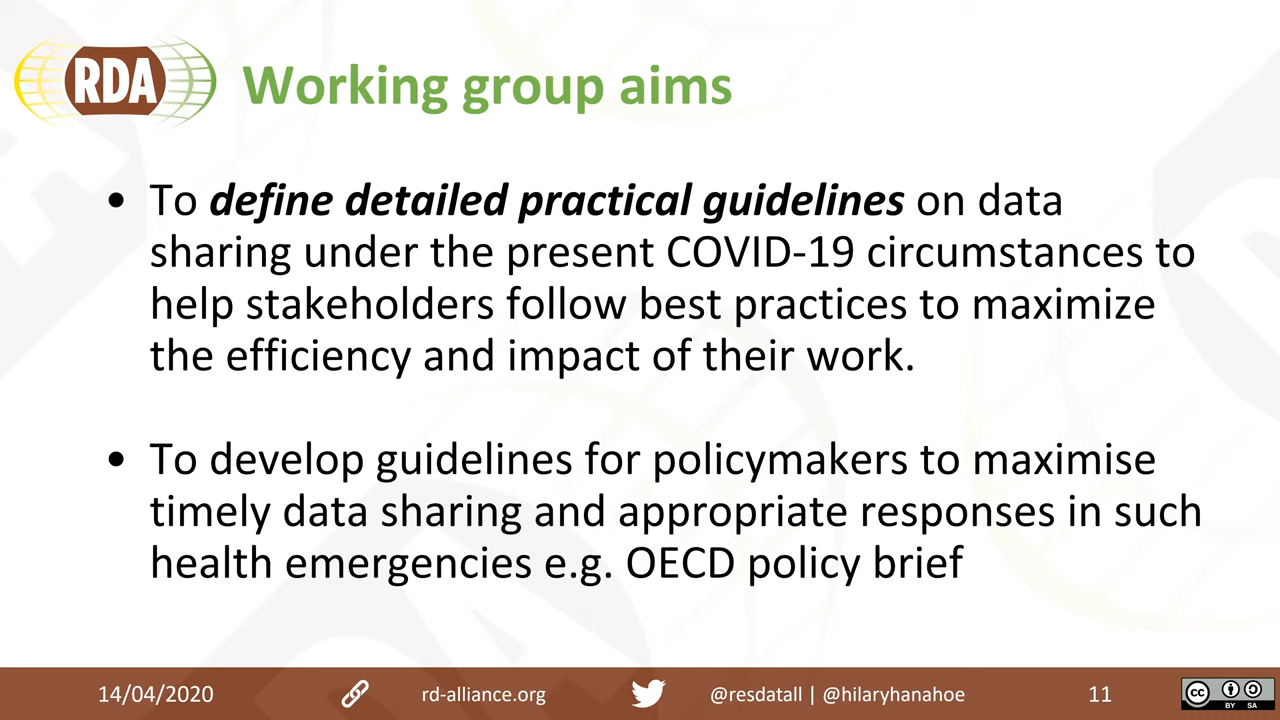 RDA
Working group aims
• To define detailed practical guidelines on data
sharing under the present COVID-19 circumstances to
help stakeholders follow best practices to maximize
the efficiency and impact of their work.
• To develop guidelines for policymakers to maximise
timely data sharing and appropriate responses in such
health emergencies e.g. OECD policy brief
14/04/2020 rd-alliance.org @resdatall | @hilaryhanahoe 11 CC BY SA